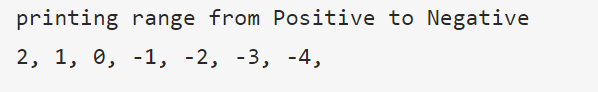 printing range from Positive to Negative
2, 1, 0, -1, -2, -3, -4,